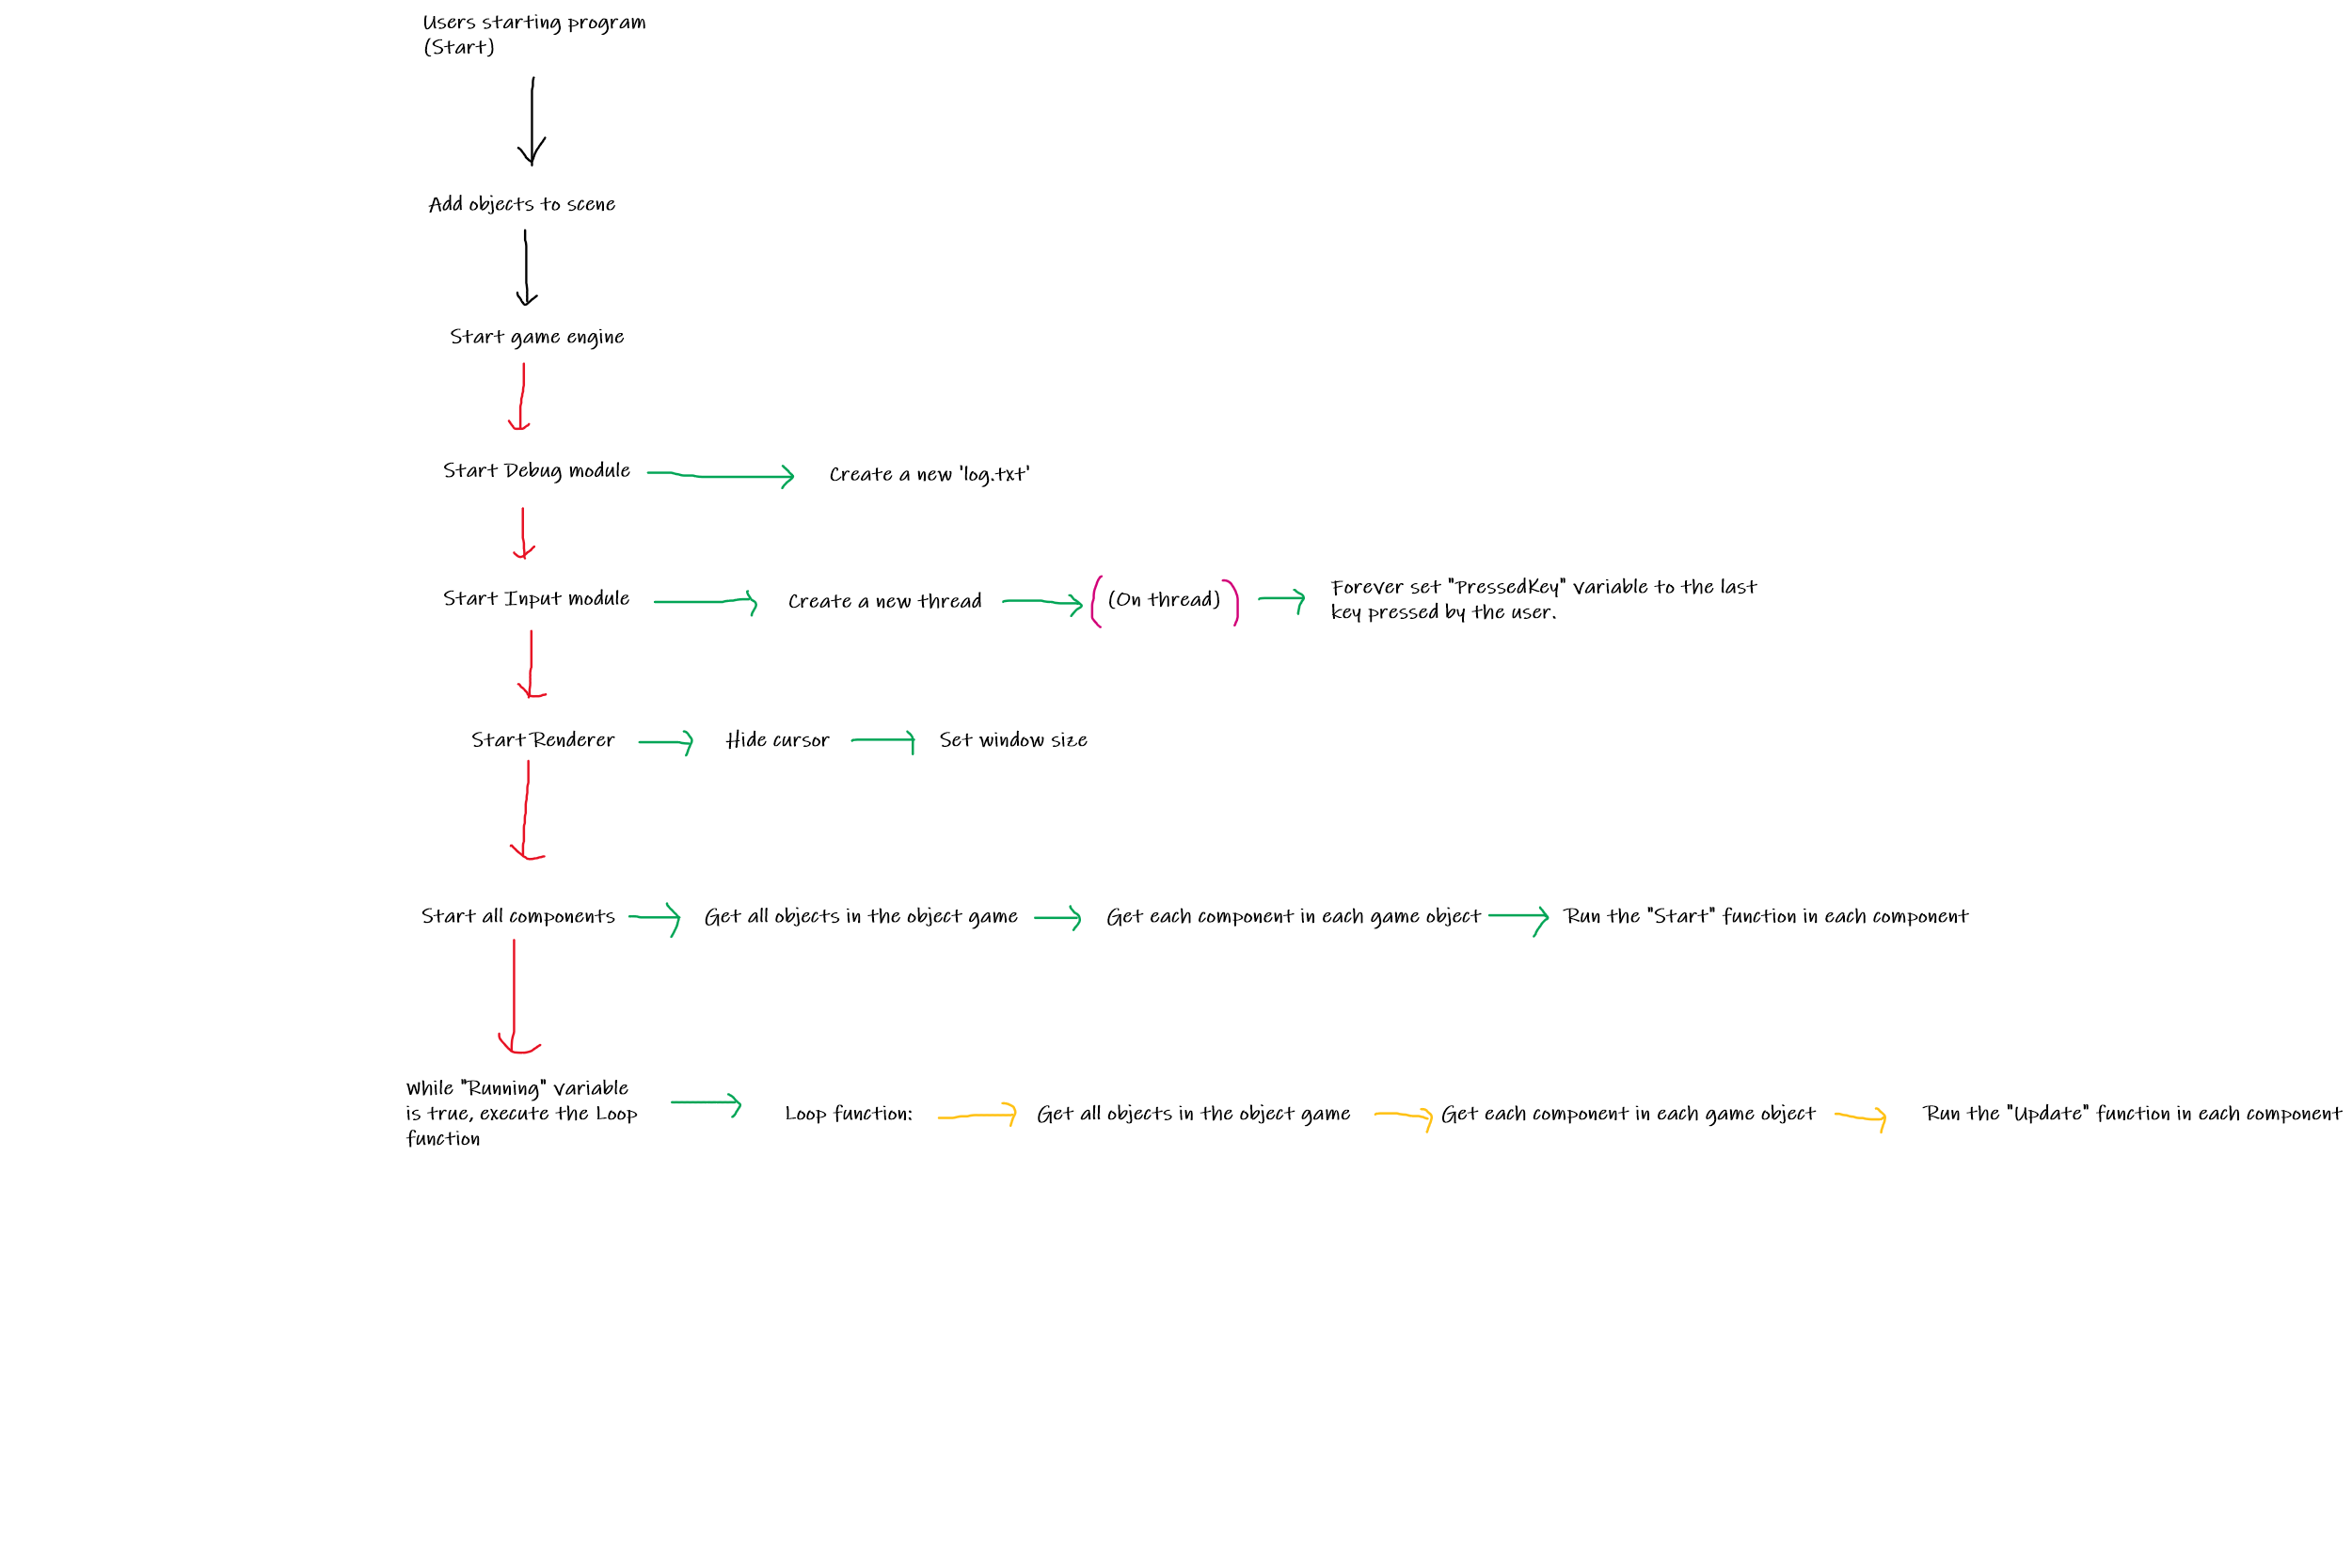 Users starting program
(Start)
Add objects to scene
Start game engine
Start Debug module
Create a new 'log.txt'
Start Input module
Create a new thread
(On thread)
Forever set "PressedKey" variable to the last
key pressed by the user.
Start Renderer
Hide cursor
Set window size
Start all components
Get all objects in the object game
Get each component in each game object
Run the "Start" function in each component
while "Running" variable
is true, execute the Loop
function
Loop function:
Get all objects in the object game
Get each component in each game object
Run the "Update" function in each component